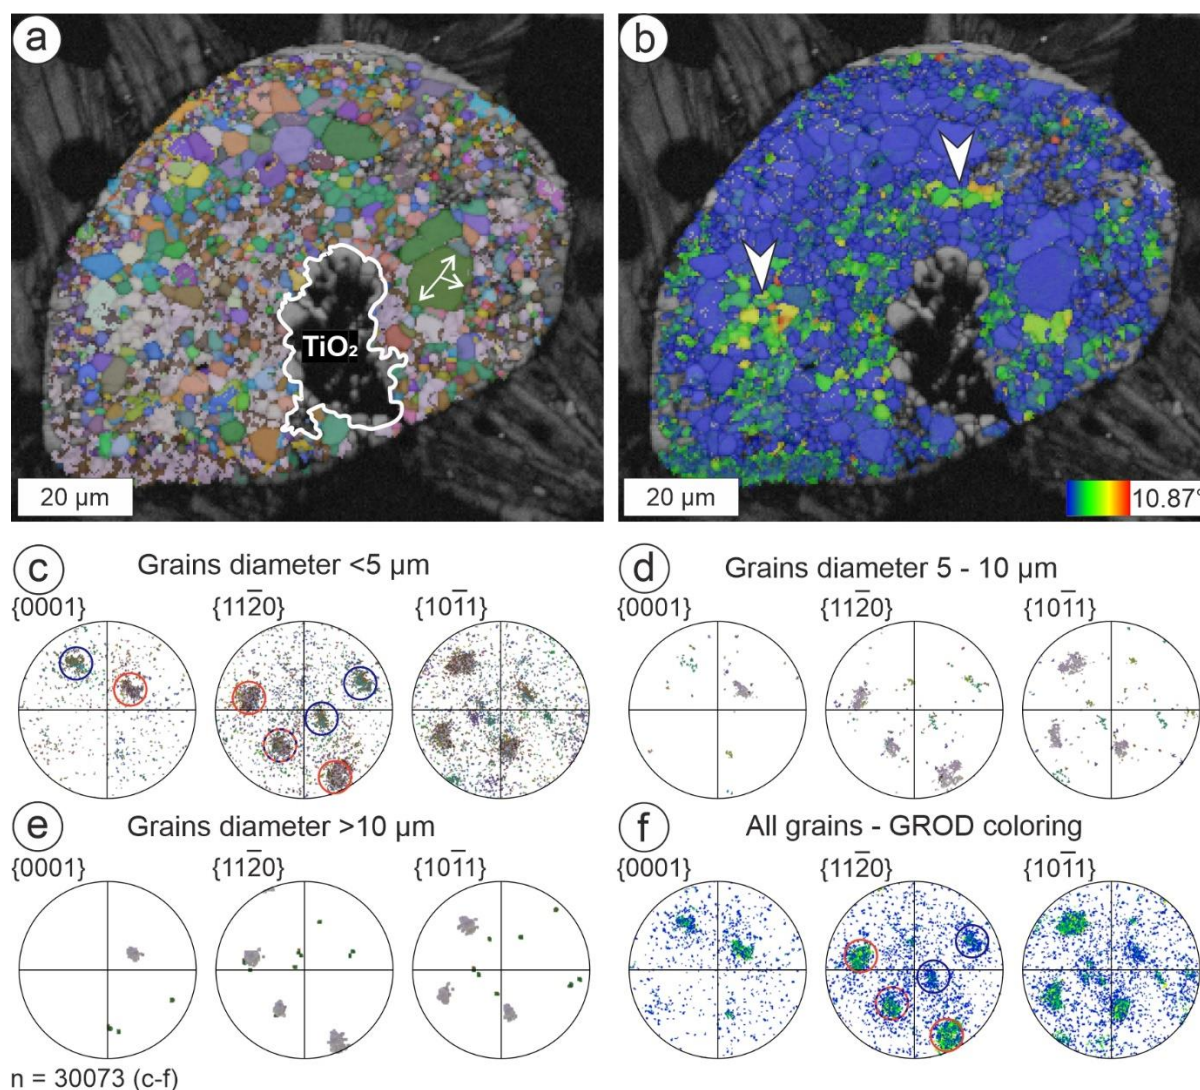 a
b
TiO₂
20 µm
20 µm
10.87°
c Grains diameter <5 µm
{0001} {112̅0} {101̅1}
d Grains diameter 5 - 10 µm
{0001} {112̅0} {101̅1}
e Grains diameter >10 µm
{0001} {112̅0} {101̅1}
f All grains - GROD coloring
{0001} {112̅0} {101̅1}
n = 30073 (c-f)